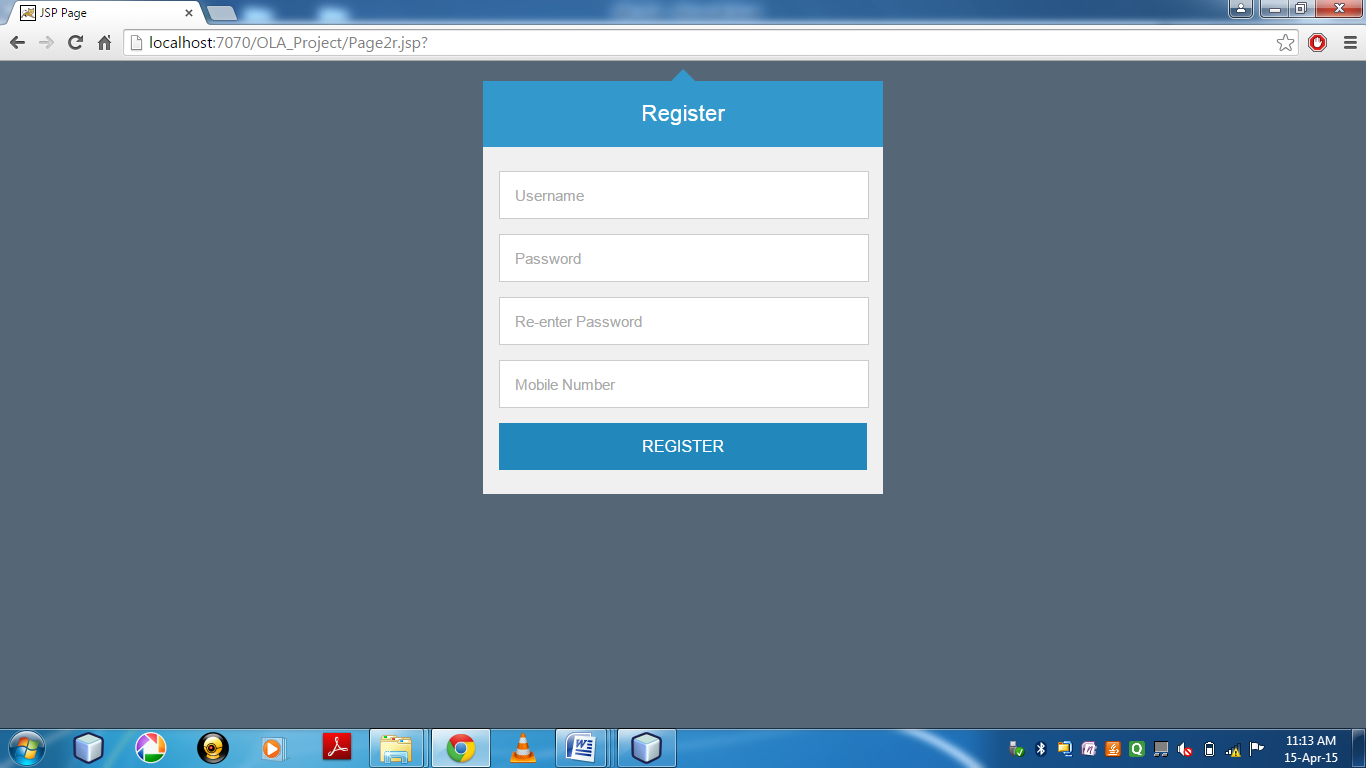 JSP Page
localhost:7070/OLA_Project/Page2r.jsp?
Register
Username
Password
Re-enter Password
Mobile Number
REGISTER
11:13 AM
15-Apr-15